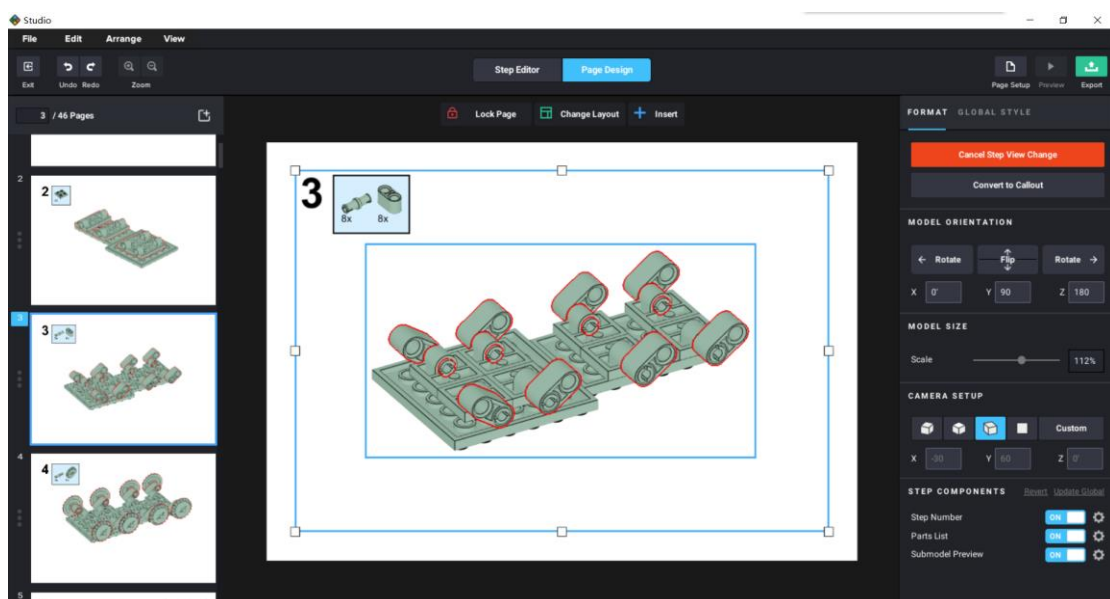 Studio
File Edit Arrange View
Exit Undo Redo Zoom
Step Editor Page Design
Page Setup Preview Export
3 / 46 Pages
Lock Page Change Layout Insert
FORMAT GLOBAL STYLE
Cancel Step View Change
Convert to Callout
MODEL ORIENTATION
Rotate Flip Rotate
X 0° Y 90 Z 180
MODEL SIZE
Scale 112%
CAMERA SETUP
Custom
X -30 Y 60 Z 0°
STEP COMPONENTS Revert Update Global
Step Number ON
Parts List ON
Submodel Preview ON
2
2
3
3
4
4
5
3
8x 8x